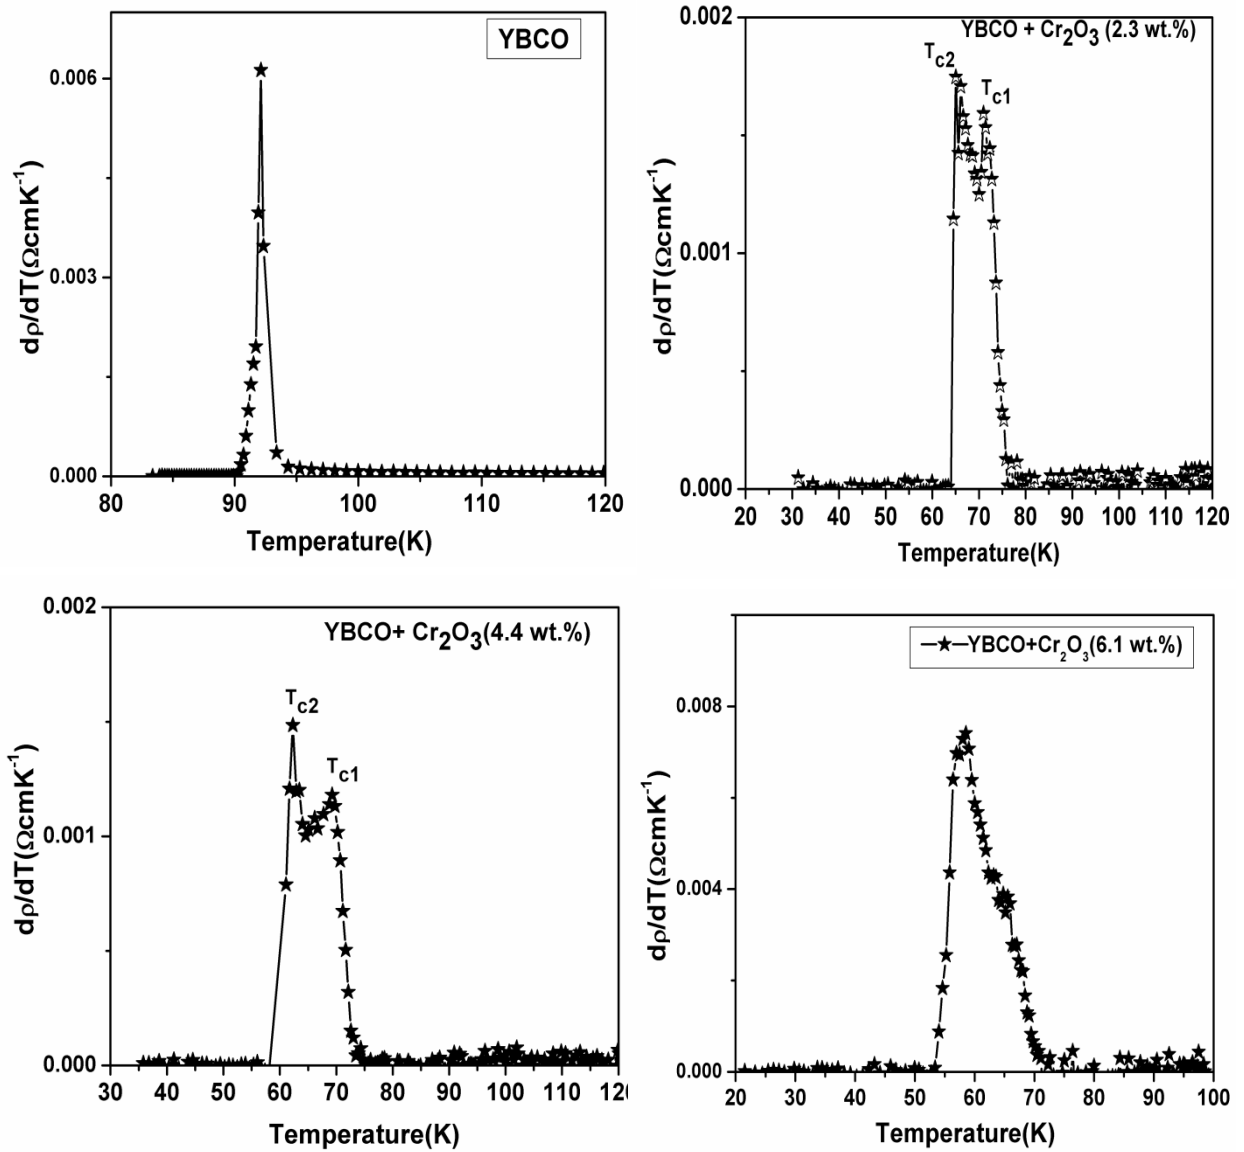 YBCO
0.006
0.003
0.000
dρ/dT(ΩcmK⁻¹)
80 90 100 110 120
Temperature(K)
YBCO + Cr₂O₃ (2.3 wt.%)
T_c2
T_c1
0.002
0.001
0.000
dρ/dT(ΩcmK⁻¹)
20 30 40 50 60 70 80 90 100 110 120
Temperature(K)
YBCO+ Cr₂O₃(4.4 wt.%)
T_c2
T_c1
0.002
0.001
0.000
dρ/dT(ΩcmK⁻¹)
30 40 50 60 70 80 90 100 110 120
Temperature(K)
YBCO+Cr₂O₃(6.1 wt.%)
0.008
0.004
0.000
dρ/dT(ΩcmK⁻¹)
20 30 40 50 60 70 80 90 100
Temperature(K)